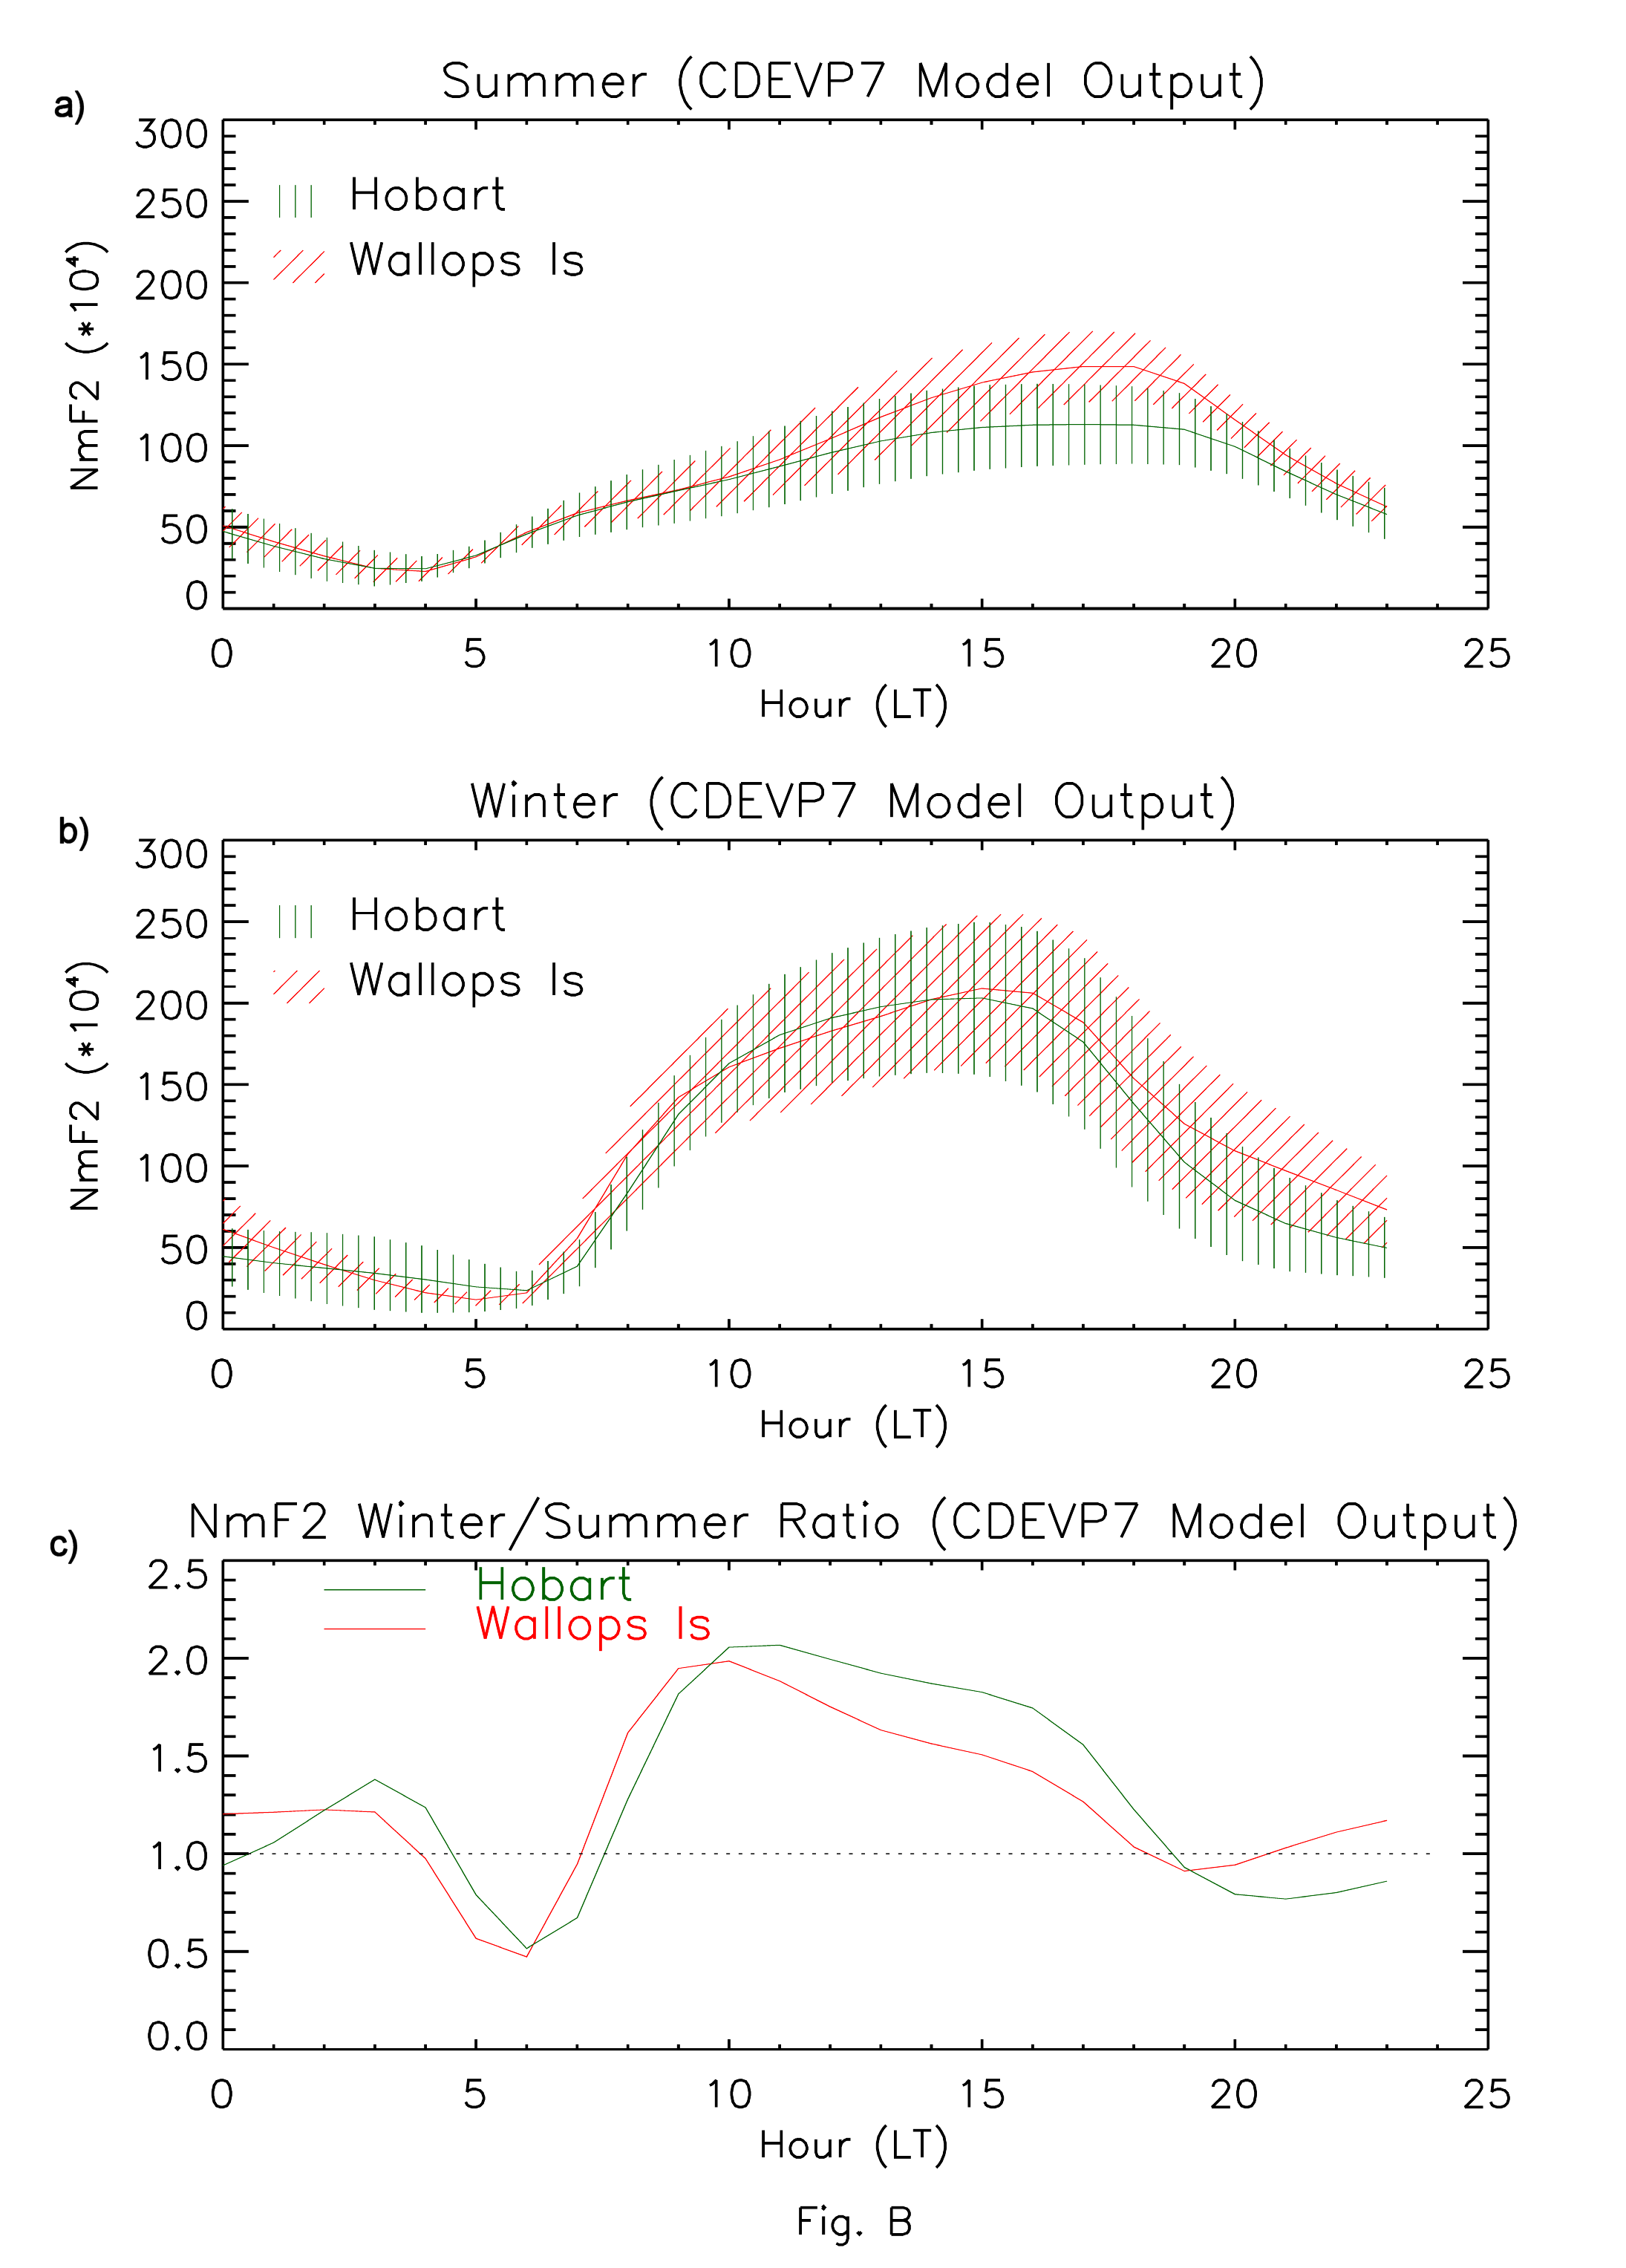 a)
Summer (CDEVP7 Model Output)
300
250
200
150
100
50
0
NmF2 (*10⁴)
Hobart
Wallops Is
0 5 10 15 20 25
Hour (LT)
b)
Winter (CDEVP7 Model Output)
300
250
200
150
100
50
0
NmF2 (*10⁴)
Hobart
Wallops Is
0 5 10 15 20 25
Hour (LT)
c)
NmF2 Winter/Summer Ratio (CDEVP7 Model Output)
2.5
2.0
1.5
1.0
0.5
0.0
Hobart
Wallops Is
0 5 10 15 20 25
Hour (LT)
Fig. B